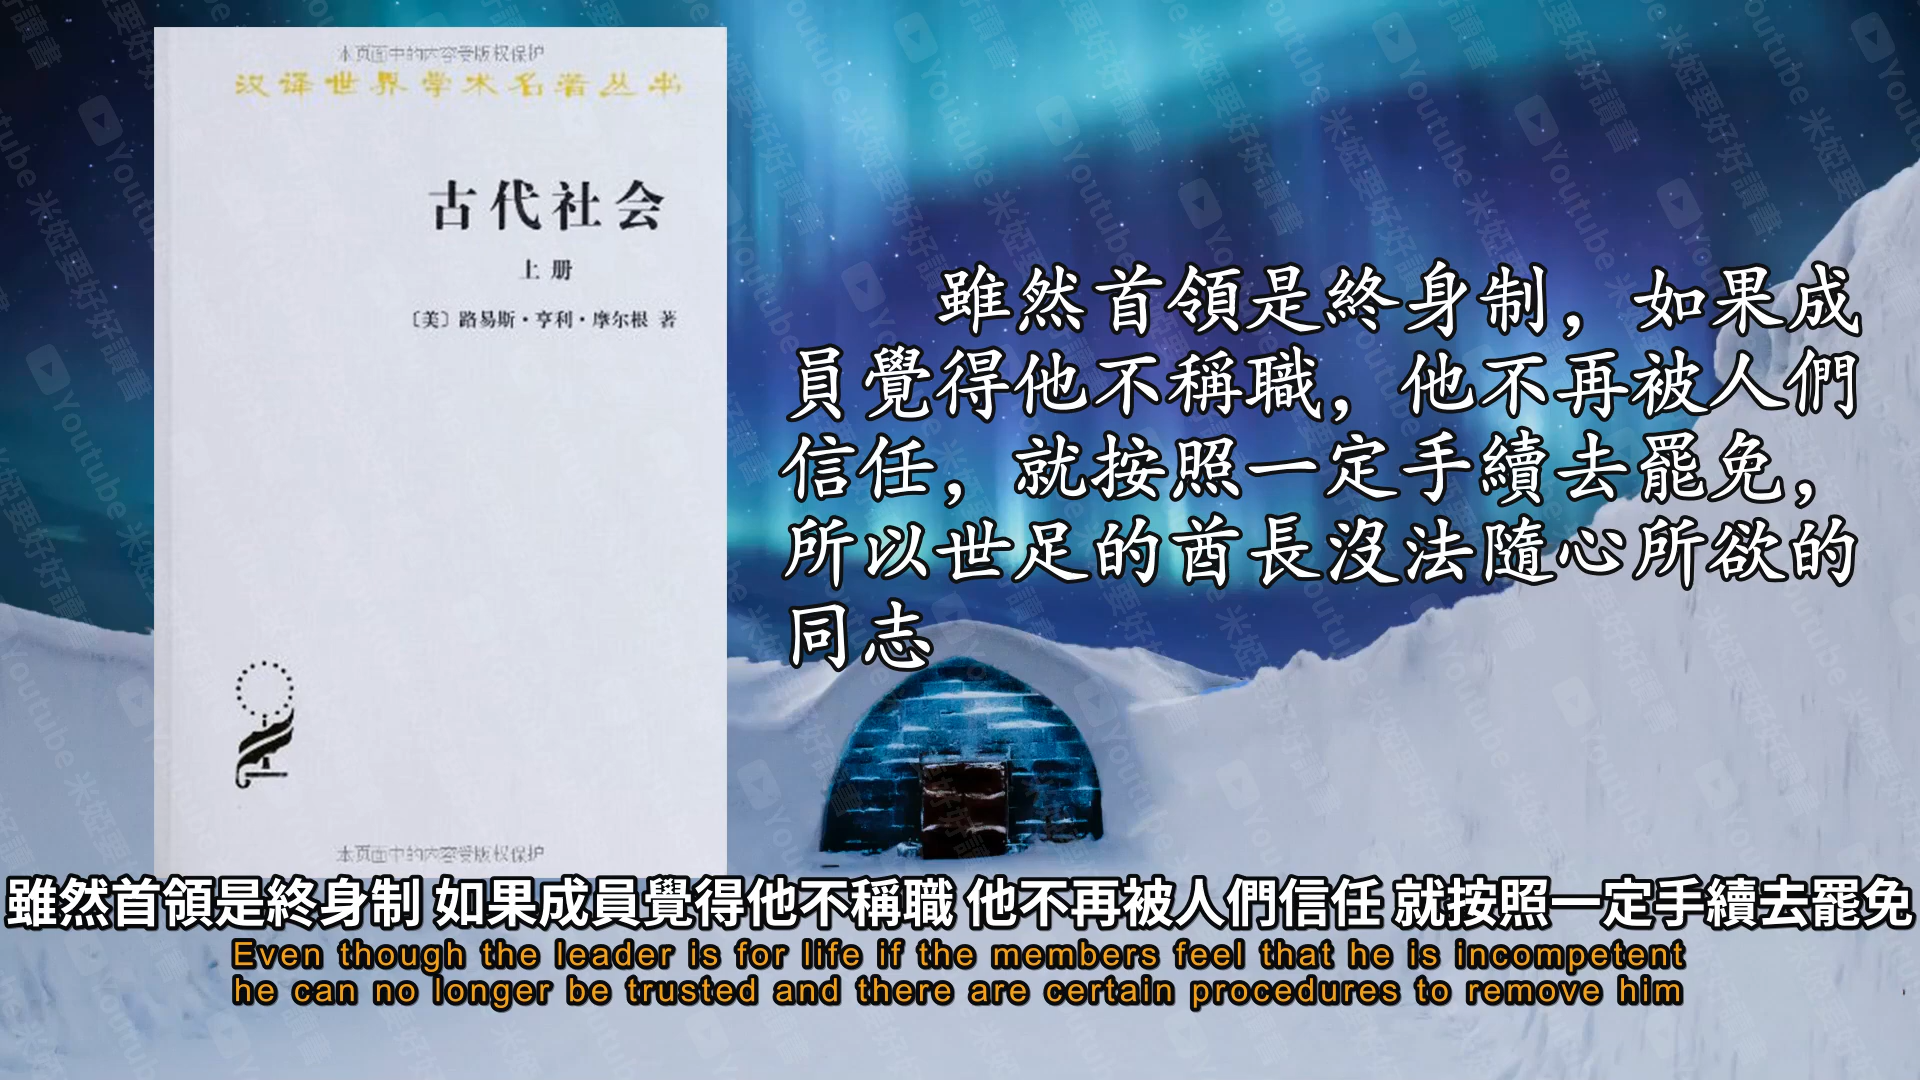 本页面中的内容受版权保护
汉译世界学术名著丛书
古代社会
上册
〔美〕路易斯·亨利·摩尔根 著
本页面中的内容受版权保护
雖然首領是終身制，如果成
員覺得他不稱職，他不再被人們
信任，就按照一定手續去罷免，
所以世足的酋長沒法隨心所欲的
同志
雖然首領是終身制 如果成員覺得他不稱職 他不再被人們信任 就按照一定手續去罷免
Even though the leader is for life if the members feel that he is incompetent
he can no longer be trusted and there are certain procedures to remove him
Youtube 米婭要好好讀書